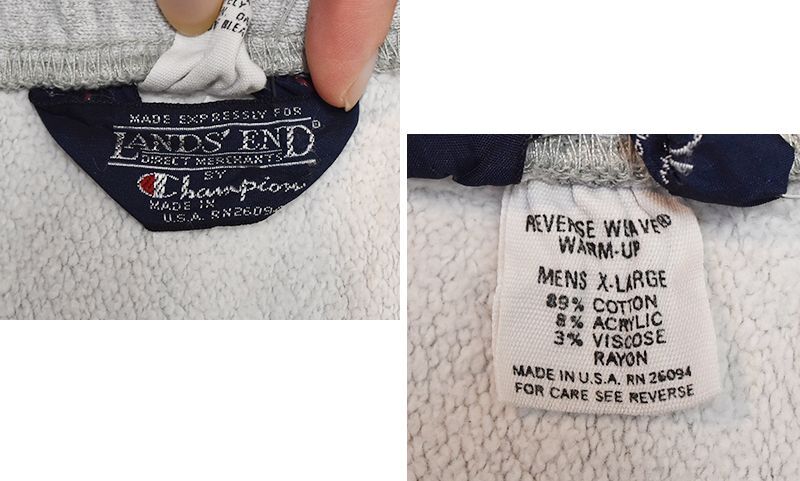 MADE EXPRESSLY FOR
LANDS' END®
DIRECT MERCHANTS
BY
Champion
MADE IN
U.S.A. RN26094
REVERSE WEAVE®
WARM-UP
MENS X-LARGE
89% COTTON
8% ACRYLIC
3% VISCOSE
RAYON
MADE IN U.S.A. RN 26094
FOR CARE SEE REVERSE